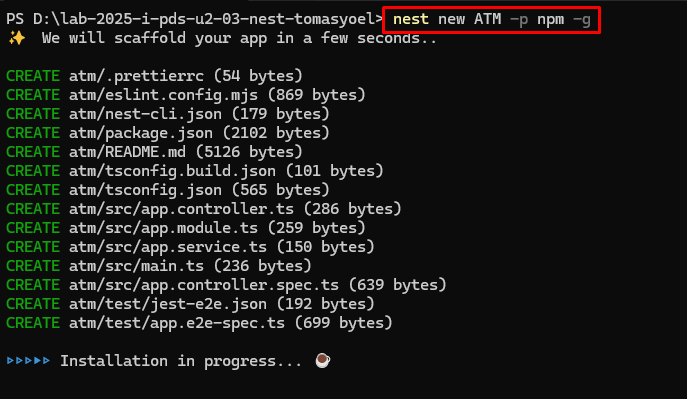 PS D:\lab-2025-i-pds-u2-03-nest-tomasyoel> nest new ATM -p npm -g
✨ We will scaffold your app in a few seconds..
CREATE atm/.prettierrc (54 bytes)
CREATE atm/eslint.config.mjs (869 bytes)
CREATE atm/nest-cli.json (179 bytes)
CREATE atm/package.json (2102 bytes)
CREATE atm/README.md (5126 bytes)
CREATE atm/tsconfig.build.json (101 bytes)
CREATE atm/tsconfig.json (565 bytes)
CREATE atm/src/app.controller.ts (286 bytes)
CREATE atm/src/app.module.ts (259 bytes)
CREATE atm/src/app.service.ts (150 bytes)
CREATE atm/src/main.ts (236 bytes)
CREATE atm/src/app.controller.spec.ts (639 bytes)
CREATE atm/test/jest-e2e.json (192 bytes)
CREATE atm/test/app.e2e-spec.ts (699 bytes)
▹▹▹▸▹ Installation in progress... ☕